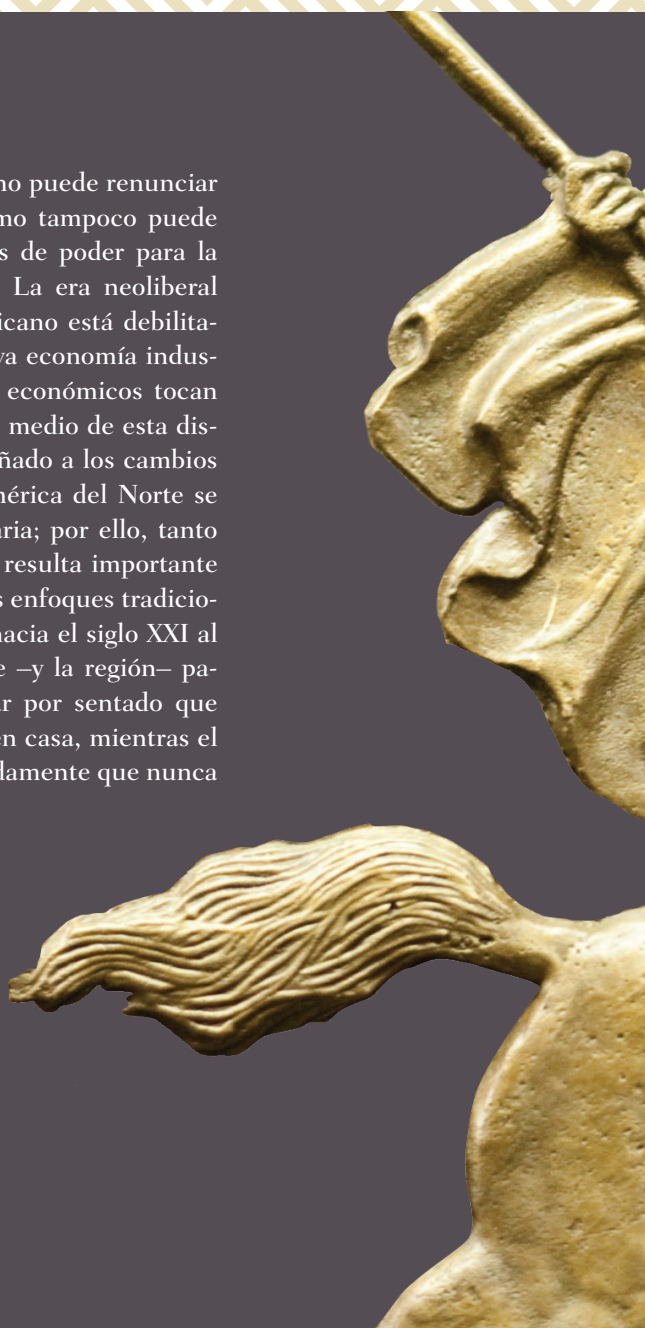 no puede renunciar
mo tampoco puede
s de poder para la
La era neoliberal
icano está debilita-
va economía indus-
económicos tocan
medio de esta dis-
ñado a los cambios
mérica del Norte se
aria; por ello, tanto
resulta importante
s enfoques tradicio-
hacia el siglo XXI al
e –y la región– pa-
ar por sentado que
en casa, mientras el
damente que nunca